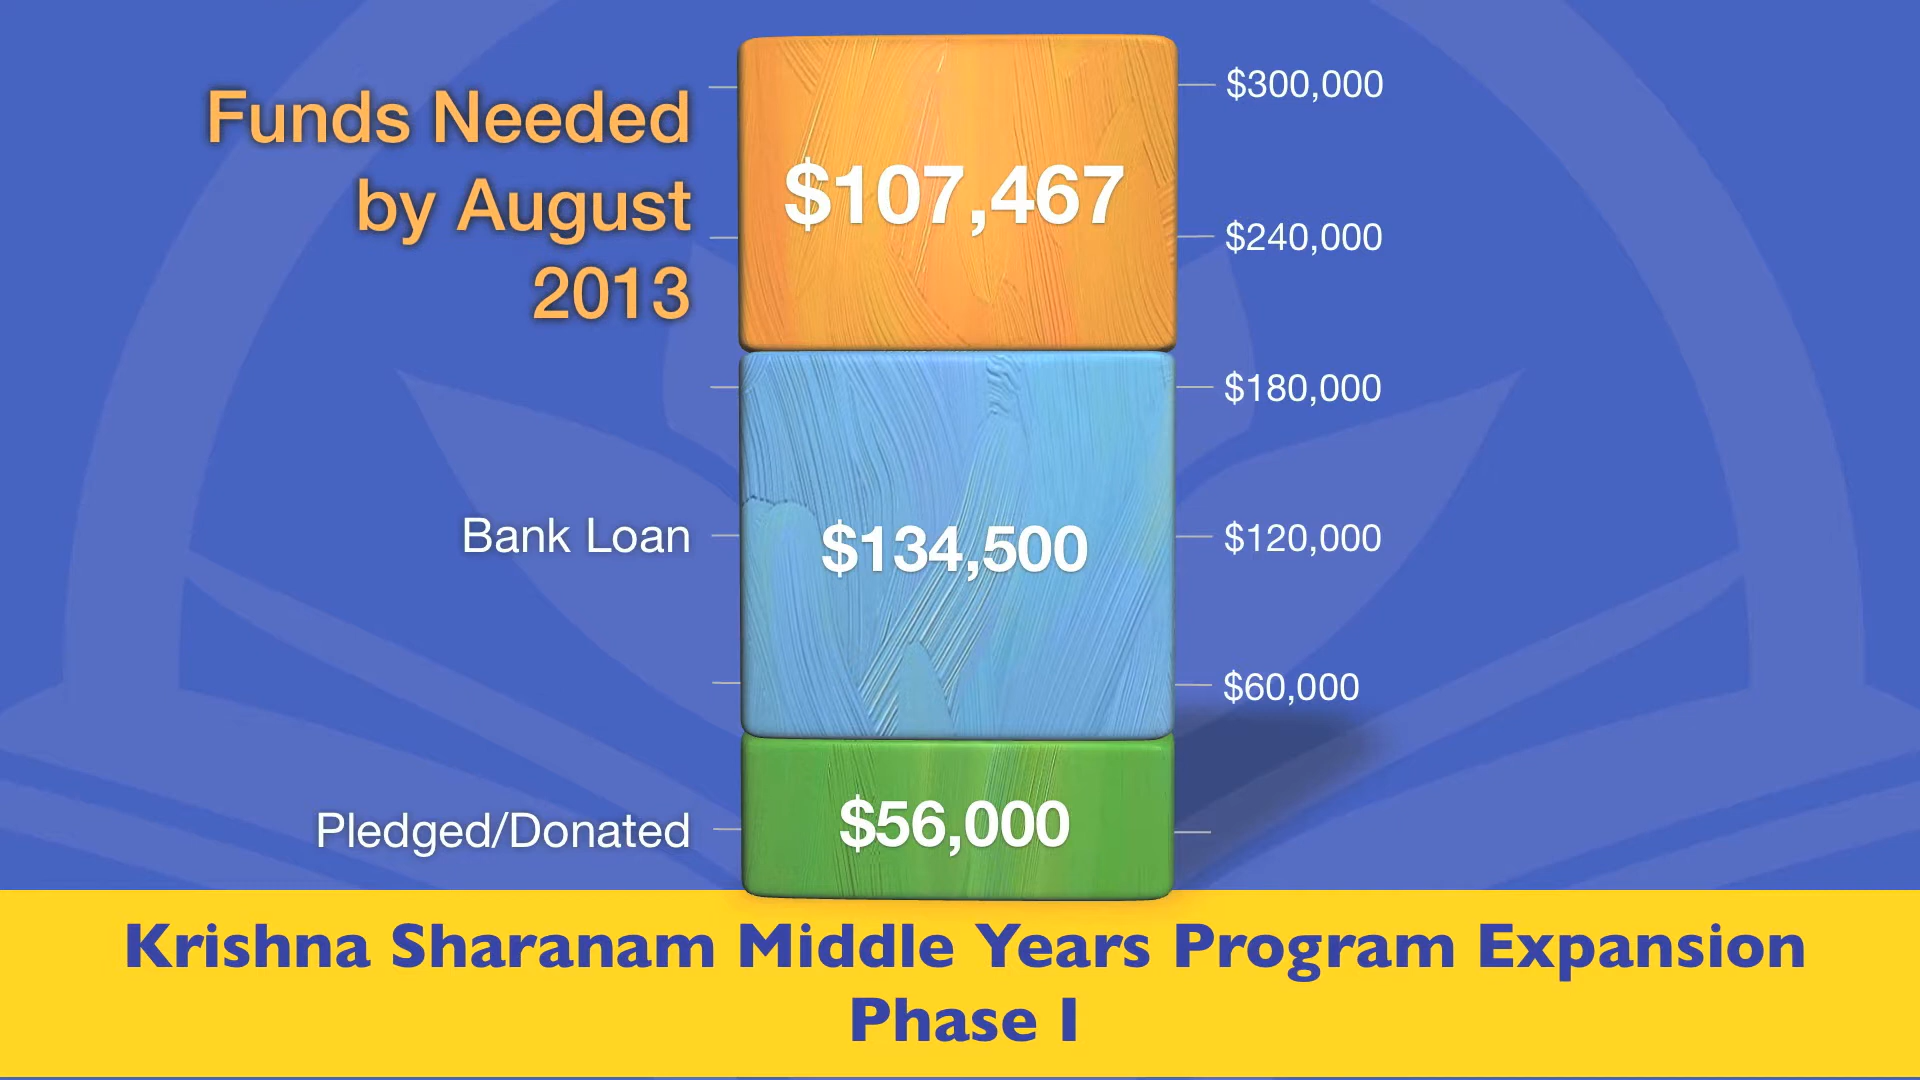 Funds Needed
by August
2013
$107,467
$300,000
$240,000
$180,000
Bank Loan
$134,500
$120,000
$60,000
Pledged/Donated
$56,000
Krishna Sharanam Middle Years Program Expansion
Phase I